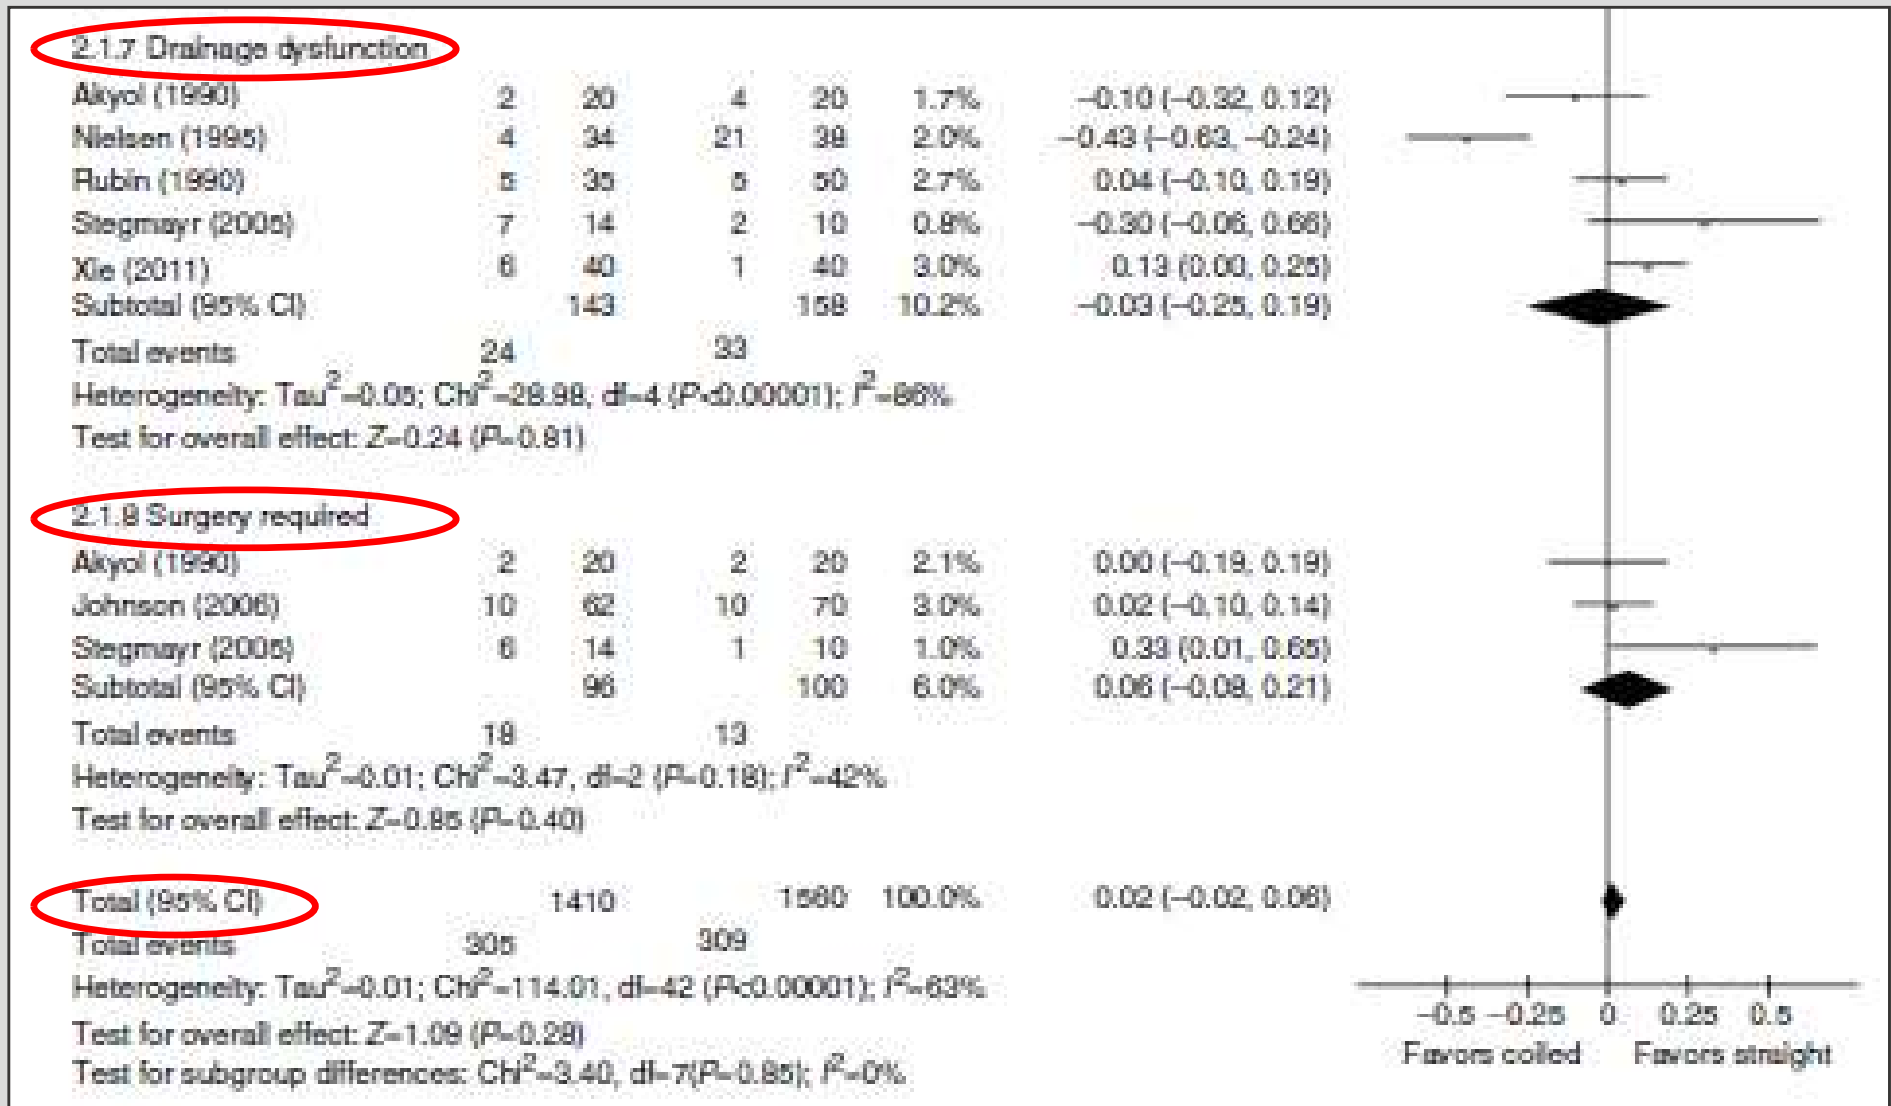 2.1.7 Drainage dysfunction
Akyol (1990) 2 20 4 20 1.7% −0.10 (−0.32, 0.12)
Nielsen (1995) 4 34 21 38 2.0% −0.43 (−0.63, −0.24)
Rubin (1990) 5 35 5 50 2.7% 0.04 (−0.10, 0.19)
Stegmayr (2005) 7 14 2 10 0.8% −0.30 (−0.06, 0.66)
Xie (2011) 6 40 1 40 3.0% 0.13 (0.00, 0.25)
Subtotal (95% CI) 143 158 10.2% −0.03 (−0.25, 0.19)
Total events 24 33
Heterogeneity: Tau²=0.05; Chi²=28.98, df=4 (P<0.00001); I²=86%
Test for overall effect: Z=0.24 (P=0.81)
2.1.8 Surgery required
Akyol (1990) 2 20 2 20 2.1% 0.00 (−0.19, 0.19)
Johnson (2006) 10 62 10 70 3.0% 0.02 (−0.10, 0.14)
Stegmayr (2005) 6 14 1 10 1.0% 0.33 (0.01, 0.65)
Subtotal (95% CI) 96 100 6.0% 0.06 (−0.08, 0.21)
Total events 18 13
Heterogeneity: Tau²=0.01; Chi²=3.47, df=2 (P=0.18); I²=42%
Test for overall effect: Z=0.85 (P=0.40)
Total (95% CI) 1410 1560 100.0% 0.02 (−0.02, 0.06)
Total events 305 309
Heterogeneity: Tau²=0.01; Chi²=114.01, df=42 (P<0.00001); I²=63%
Test for overall effect: Z=1.09 (P=0.28)
Test for subgroup differences: Chi²=3.40, df=7(P=0.85); I²=0%
−0.5 −0.25 0 0.25 0.5
Favors coiled Favors straight